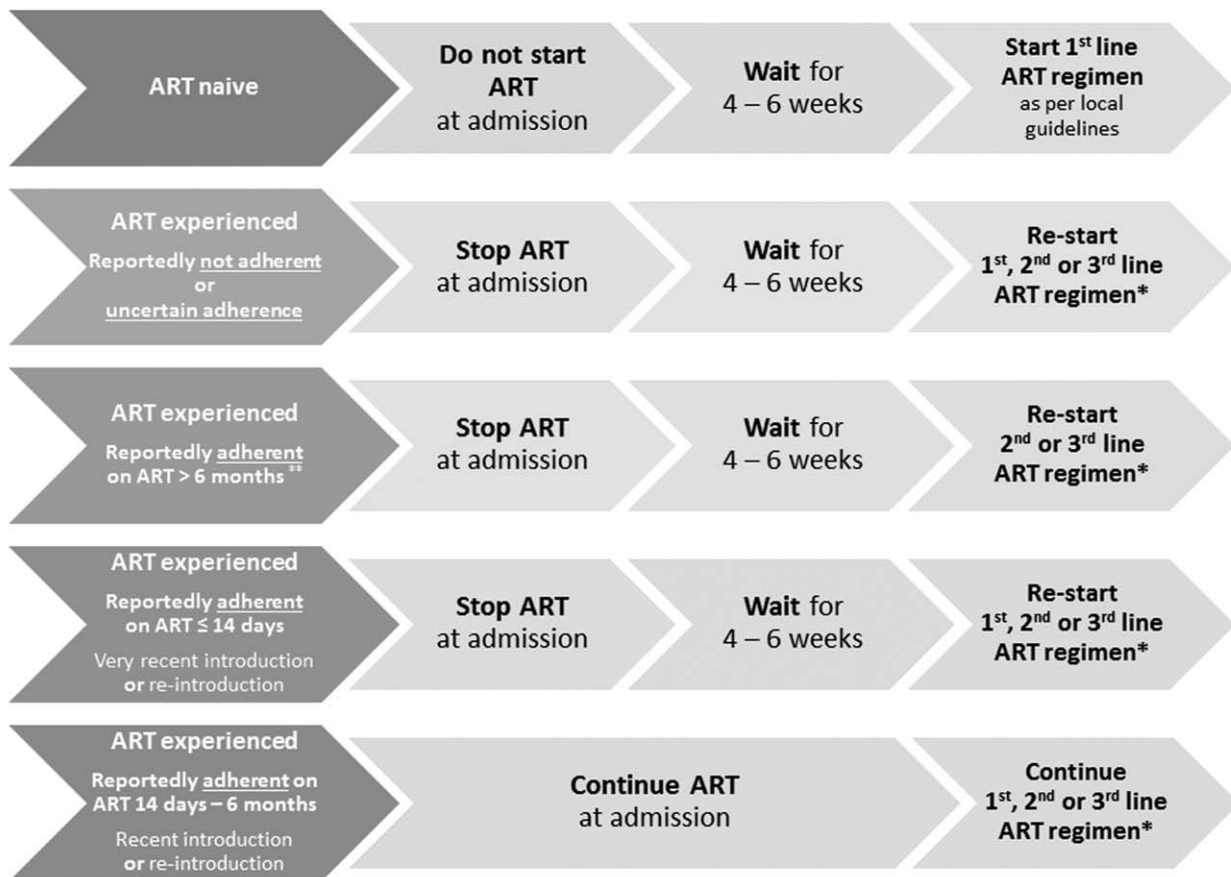 ART naive
Do not start
ART
at admission
Wait for
4 – 6 weeks
Start 1st line
ART regimen
as per local
guidelines
ART experienced
Reportedly not adherent
or
uncertain adherence
Stop ART
at admission
Wait for
4 – 6 weeks
Re-start
1st, 2nd or 3rd line
ART regimen*
ART experienced
Reportedly adherent
on ART > 6 months ‡‡
Stop ART
at admission
Wait for
4 – 6 weeks
Re-start
2nd or 3rd line
ART regimen*
ART experienced
Reportedly adherent
on ART ≤ 14 days
Very recent introduction
or re-introduction
Stop ART
at admission
Wait for
4 – 6 weeks
Re-start
1st, 2nd or 3rd line
ART regimen*
ART experienced
Reportedly adherent on
ART 14 days – 6 months
Recent introduction
or re-introduction
Continue ART
at admission
Continue
1st, 2nd or 3rd line
ART regimen*